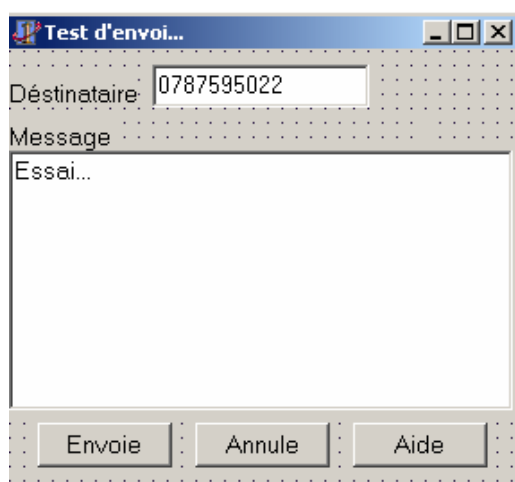 Test d'envoi...
Déstinataire 0787595022
Message
Essai...
Envoie Annule Aide